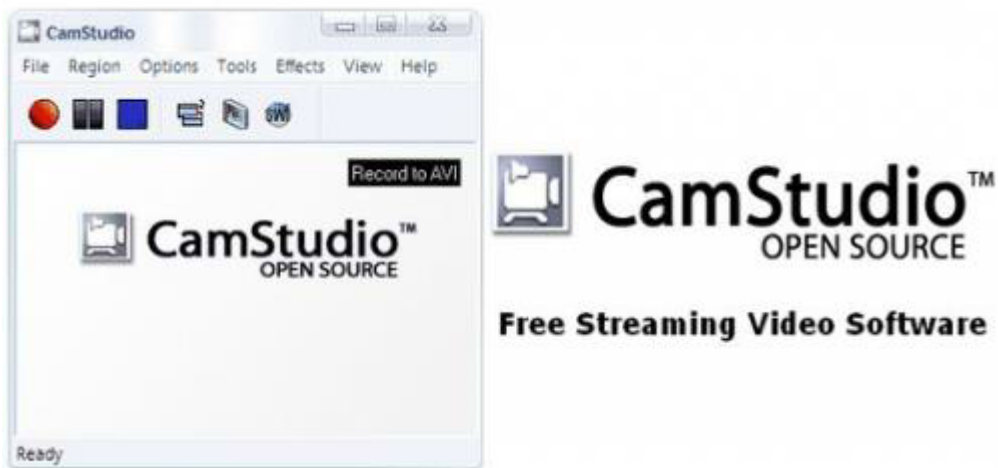 CamStudio
File Region Options Tools Effects View Help
Record to AVI
CamStudio™
OPEN SOURCE
Ready
CamStudio™
OPEN SOURCE
Free Streaming Video Software